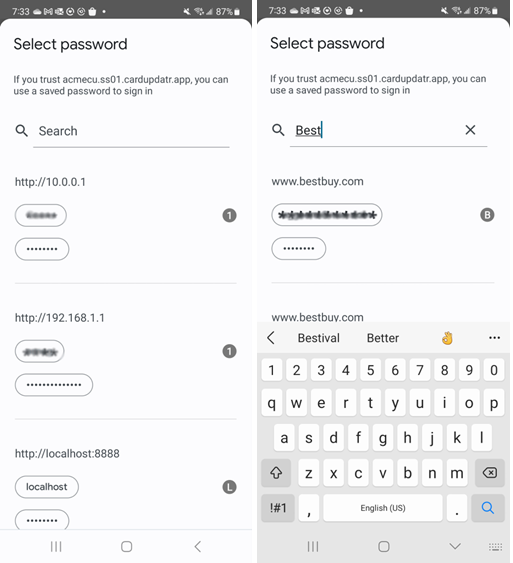 7:33
87%
Select password
If you trust acmecu.ss01.cardupdatr.app, you can
use a saved password to sign in
Search
http://10.0.0.1
1
••••••••
http://192.168.1.1
1
••••••••••••••
http://localhost:8888
localhost
L
••••••••
7:33
87%
Select password
If you trust acmecu.ss01.cardupdatr.app, you can
use a saved password to sign in
Best
www.bestbuy.com
B
••••••••
www.bestbuy.com
Bestival Better 👌 •••
1 2 3 4 5 6 7 8 9 0
q w e r t y u i o p
a s d f g h j k l
z x c v b n m
!#1 , English (US) .